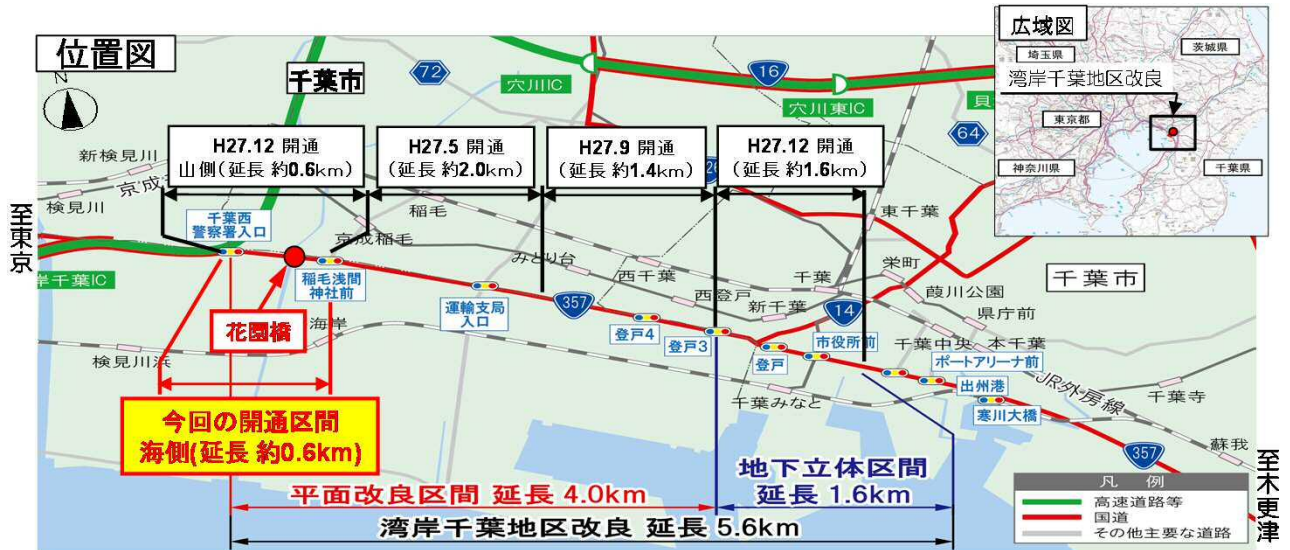 位置図
N
千葉市
72
穴川IC
16
穴川東IC
貝
64
広域図
埼玉県
茨城県
湾岸千葉地区改良
東京都
神奈川県
千葉県
H27.12 開通
山側(延長 約0.6km)
H27.5 開通
(延長 約2.0km)
H27.9 開通
(延長 約1.4km)
H27.12 開通
(延長 約1.6km)
新検見川
京成
検見川
稲毛
東千葉
至東京
千葉西
警察署入口
京成稲毛
みどり台
西千葉
千葉
栄町
千葉市
岸千葉IC
稲毛浅間
神社前
運輸支局
入口
357
西登戸
新千葉
14
葭川公園
県庁前
花園橋
海岸
登戸4
登戸3
登戸
市役所前
千葉中央
本千葉
ポートアリーナ前
検見川浜
千葉みなと
出州港
JR外房線
千葉寺
寒川大橋
蘇我
357
至木更津
今回の開通区間
海側(延長 約0.6km)
平面改良区間 延長 4.0km
地下立体区間
延長 1.6km
湾岸千葉地区改良 延長 5.6km
凡 例
高速道路等
国道
その他主要な道路